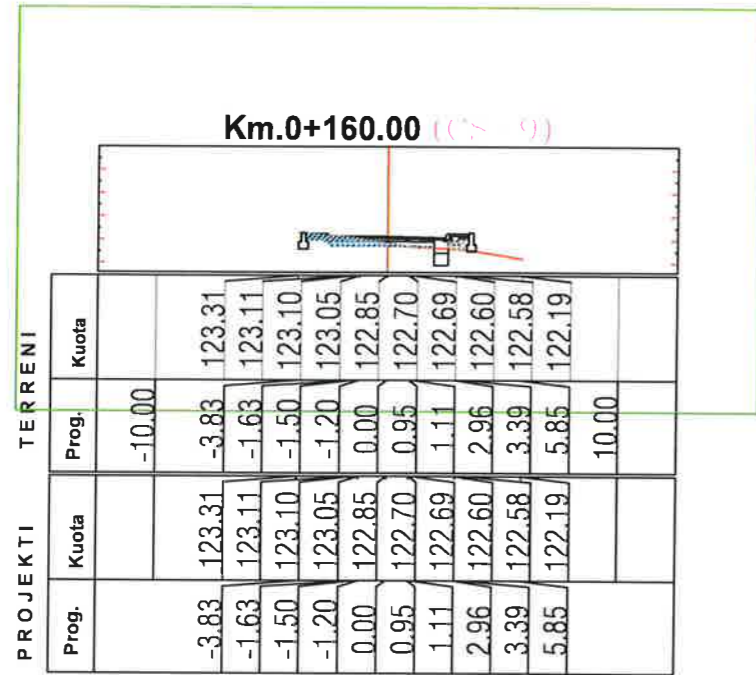 Km.0+160.00
TERRENI
Kuota 123.31 123.11 123.10 123.05 122.85 122.70 122.69 122.60 122.58 122.19
Prog. -10.00 -3.83 -1.63 -1.50 -1.20 0.00 0.95 1.11 2.96 3.39 5.85 10.00
PROJEKTI
Kuota 123.31 123.11 123.10 123.05 122.85 122.70 122.69 122.60 122.58 122.19
Prog. -3.83 -1.63 -1.50 -1.20 0.00 0.95 1.11 2.96 3.39 5.85